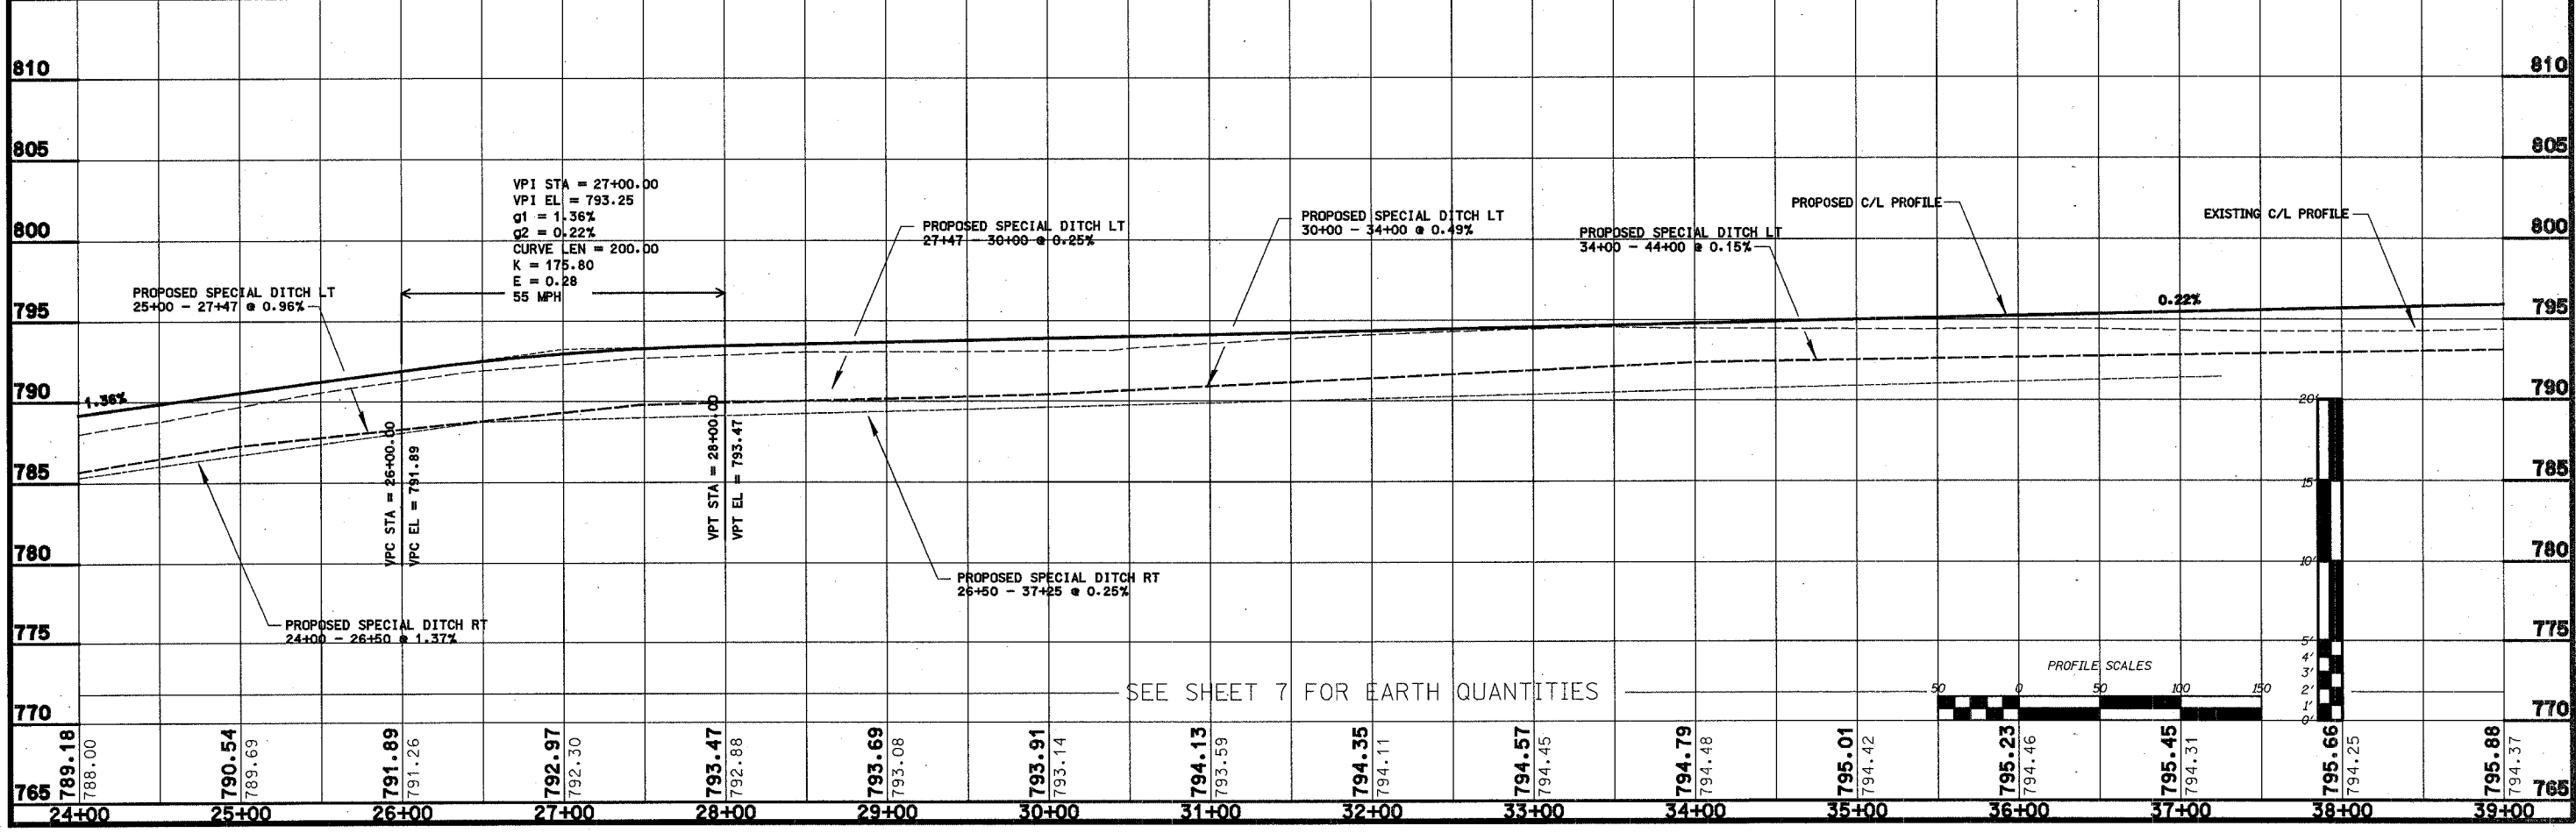 810
810
805
805
VPI STA = 27+00.00
VPI EL = 793.25
g1 = 1.36%
g2 = 0.22%
CURVE LEN = 200.00
K = 175.80
E = 0.28
55 MPH
PROPOSED C/L PROFILE
EXISTING C/L PROFILE
PROPOSED SPECIAL DITCH LT
27+47 - 30+00 @ 0.25%
PROPOSED SPECIAL DITCH LT
30+00 - 34+00 @ 0.49%
PROPOSED SPECIAL DITCH LT
34+00 - 44+00 @ 0.15%
800
800
PROPOSED SPECIAL DITCH LT
25+00 - 27+47 @ 0.96%
0.22%
795
795
790
1.36%
790
VPC STA = 26+00.00
VPC EL = 791.89
VPT STA = 28+00.00
VPT EL = 793.47
785
785
780
780
PROPOSED SPECIAL DITCH RT
26+50 - 37+25 @ 0.25%
PROPOSED SPECIAL DITCH RT
24+00 - 26+50 @ 1.37%
775
775
20'
15'
10'
5'
4'
3'
2'
1'
0'
PROFILE SCALES
50 0 50 100 150
SEE SHEET 7 FOR EARTH QUANTITIES
770
770
789.18 788.00
790.54 789.69
791.89 791.26
792.97 792.30
793.47 792.88
793.69 793.08
793.91 793.14
794.13 793.59
794.35 794.11
794.57 794.45
794.79 794.48
795.01 794.42
795.23 794.46
795.45 794.31
795.66 794.25
795.88 794.37
765
765
24+00 25+00 26+00 27+00 28+00 29+00 30+00 31+00 32+00 33+00 34+00 35+00 36+00 37+00 38+00 39+00